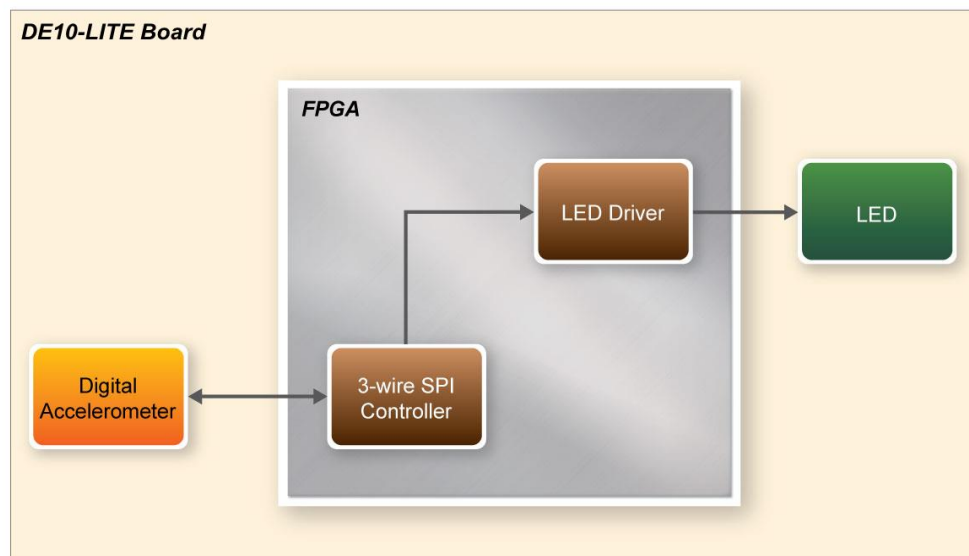 DE10-LITE Board
FPGA
LED Driver
LED
Digital
Accelerometer
3-wire SPI
Controller